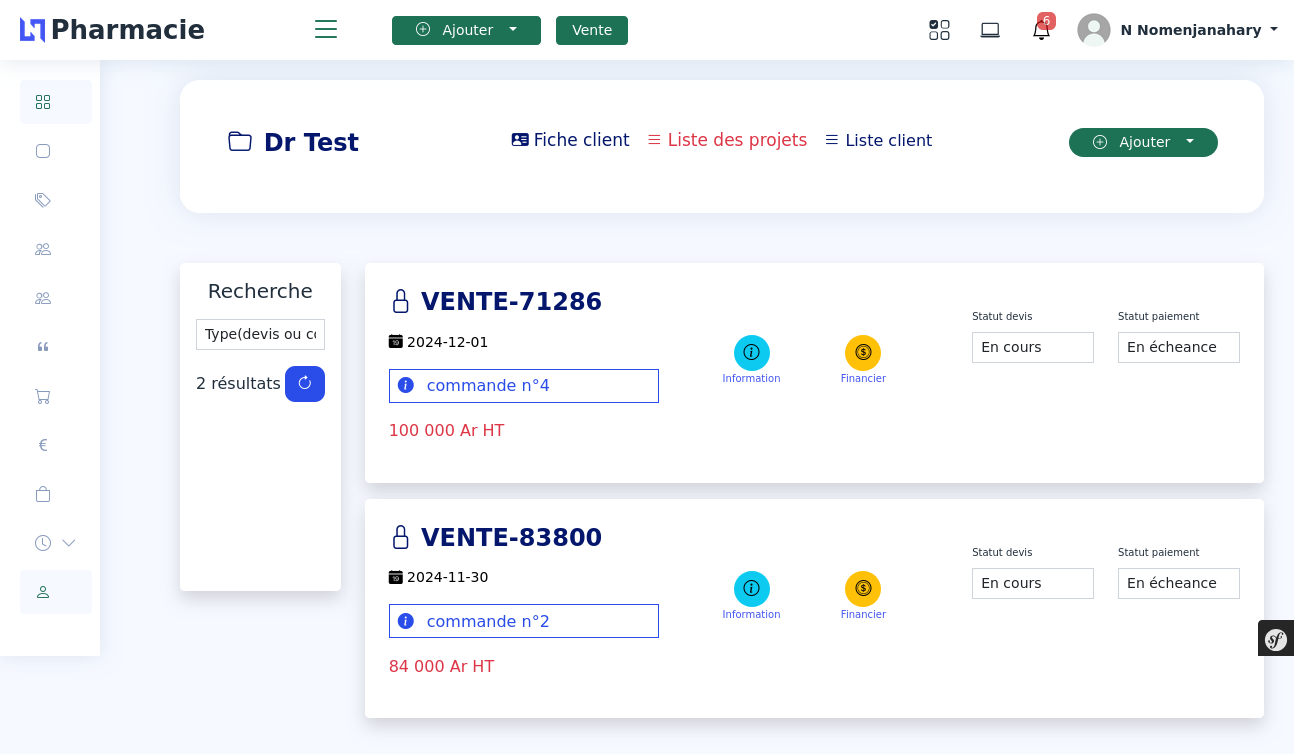 Pharmacie
Ajouter
Vente
6
N Nomenjanahary
Dr Test
Fiche client
Liste des projets
Liste client
Ajouter
Recherche
Type(devis ou co
2 résultats
VENTE-71286
2024-12-01
commande n°4
100 000 Ar HT
Information
Financier
Statut devis
En cours
Statut paiement
En écheance
VENTE-83800
2024-11-30
commande n°2
84 000 Ar HT
Information
Financier
Statut devis
En cours
Statut paiement
En écheance
sf